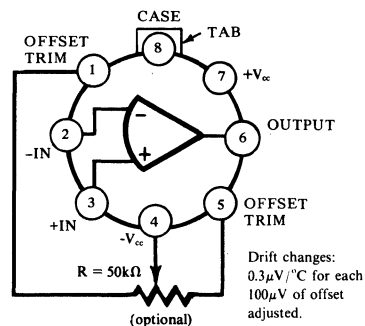 CASE
TAB
OFFSET
TRIM
8
1
7
+Vcc
2
−
6
OUTPUT
−IN
+
3
5
OFFSET
TRIM
+IN
4
-Vcc
R = 50kΩ
Drift changes:
0.3μV/°C for each
100μV of offset
adjusted.
(optional)